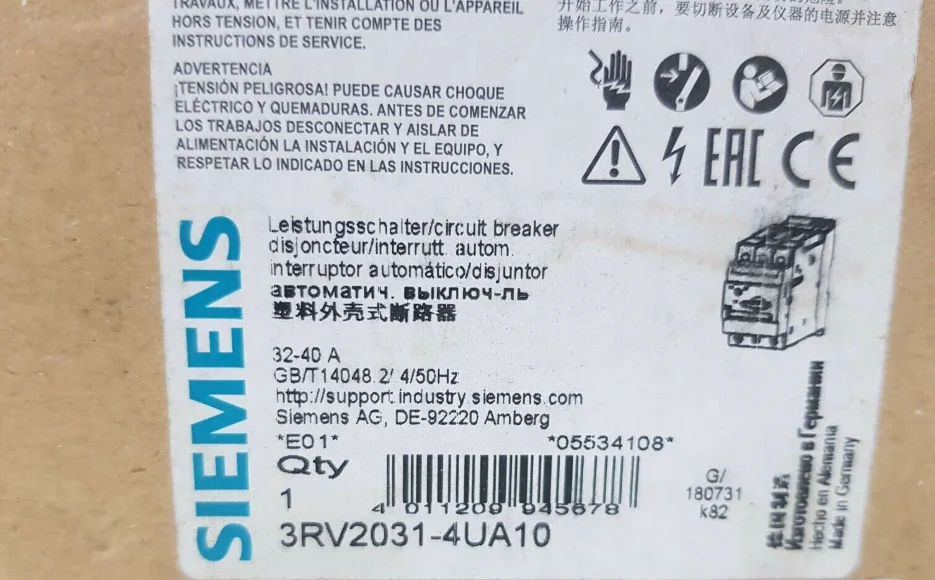 TRAVAUX, METTRE L'INSTALLATION OU L'APPAREIL
HORS TENSION, ET TENIR COMPTE DES
INSTRUCTIONS DE SERVICE.
ADVERTENCIA
¡TENSIÓN PELIGROSA! PUEDE CAUSAR CHOQUE
ELÉCTRICO Y QUEMADURAS. ANTES DE COMENZAR
LOS TRABAJOS DESCONECTAR Y AISLAR DE
ALIMENTACIÓN LA INSTALACIÓN Y EL EQUIPO, Y
RESPETAR LO INDICADO EN LAS INSTRUCCIONES.
开始工作之前，要切断设备及仪器的电源并注意
操作指南。
EAC CE
SIEMENS
Leistungsschalter/circuit breaker
disjoncteur/interrutt. autom.
interruptor automático/disjuntor
автоматич. выключ-ль
塑料外壳式断路器
32-40 A
GB/T14048.2/.4/50Hz
http://support.industry.siemens.com
Siemens AG, DE-92220 Amberg
*E01* *05534108*
Qty
1
4 011209 945678
3RV2031-4UA10
G/
180731
k82
德国制造
Изготовлено в Германии
Hecho en Alemania
Made in Germany